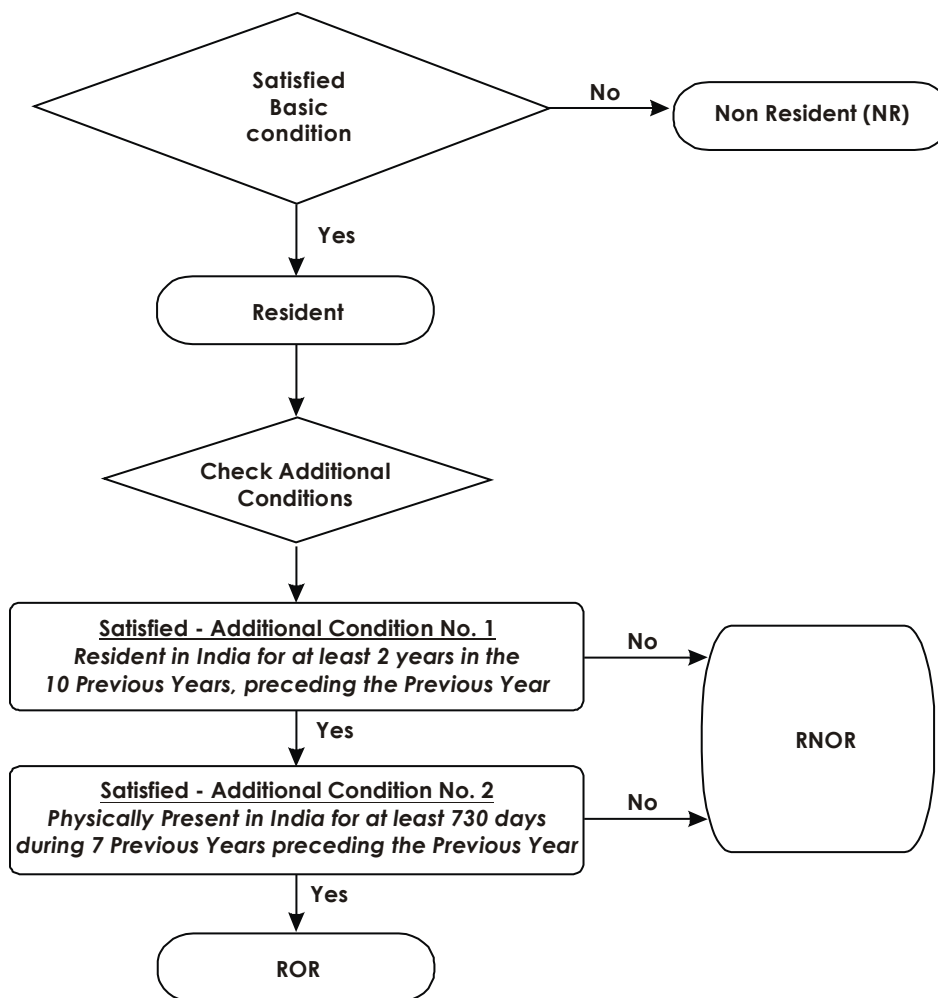 Satisfied
Basic
condition
No
Non Resident (NR)
Yes
Resident
Check Additional
Conditions
Satisfied - Additional Condition No. 1
Resident in India for at least 2 years in the
10 Previous Years, preceding the Previous Year
No
Yes
RNOR
Satisfied - Additional Condition No. 2
Physically Present in India for at least 730 days
during 7 Previous Years preceding the Previous Year
No
Yes
ROR